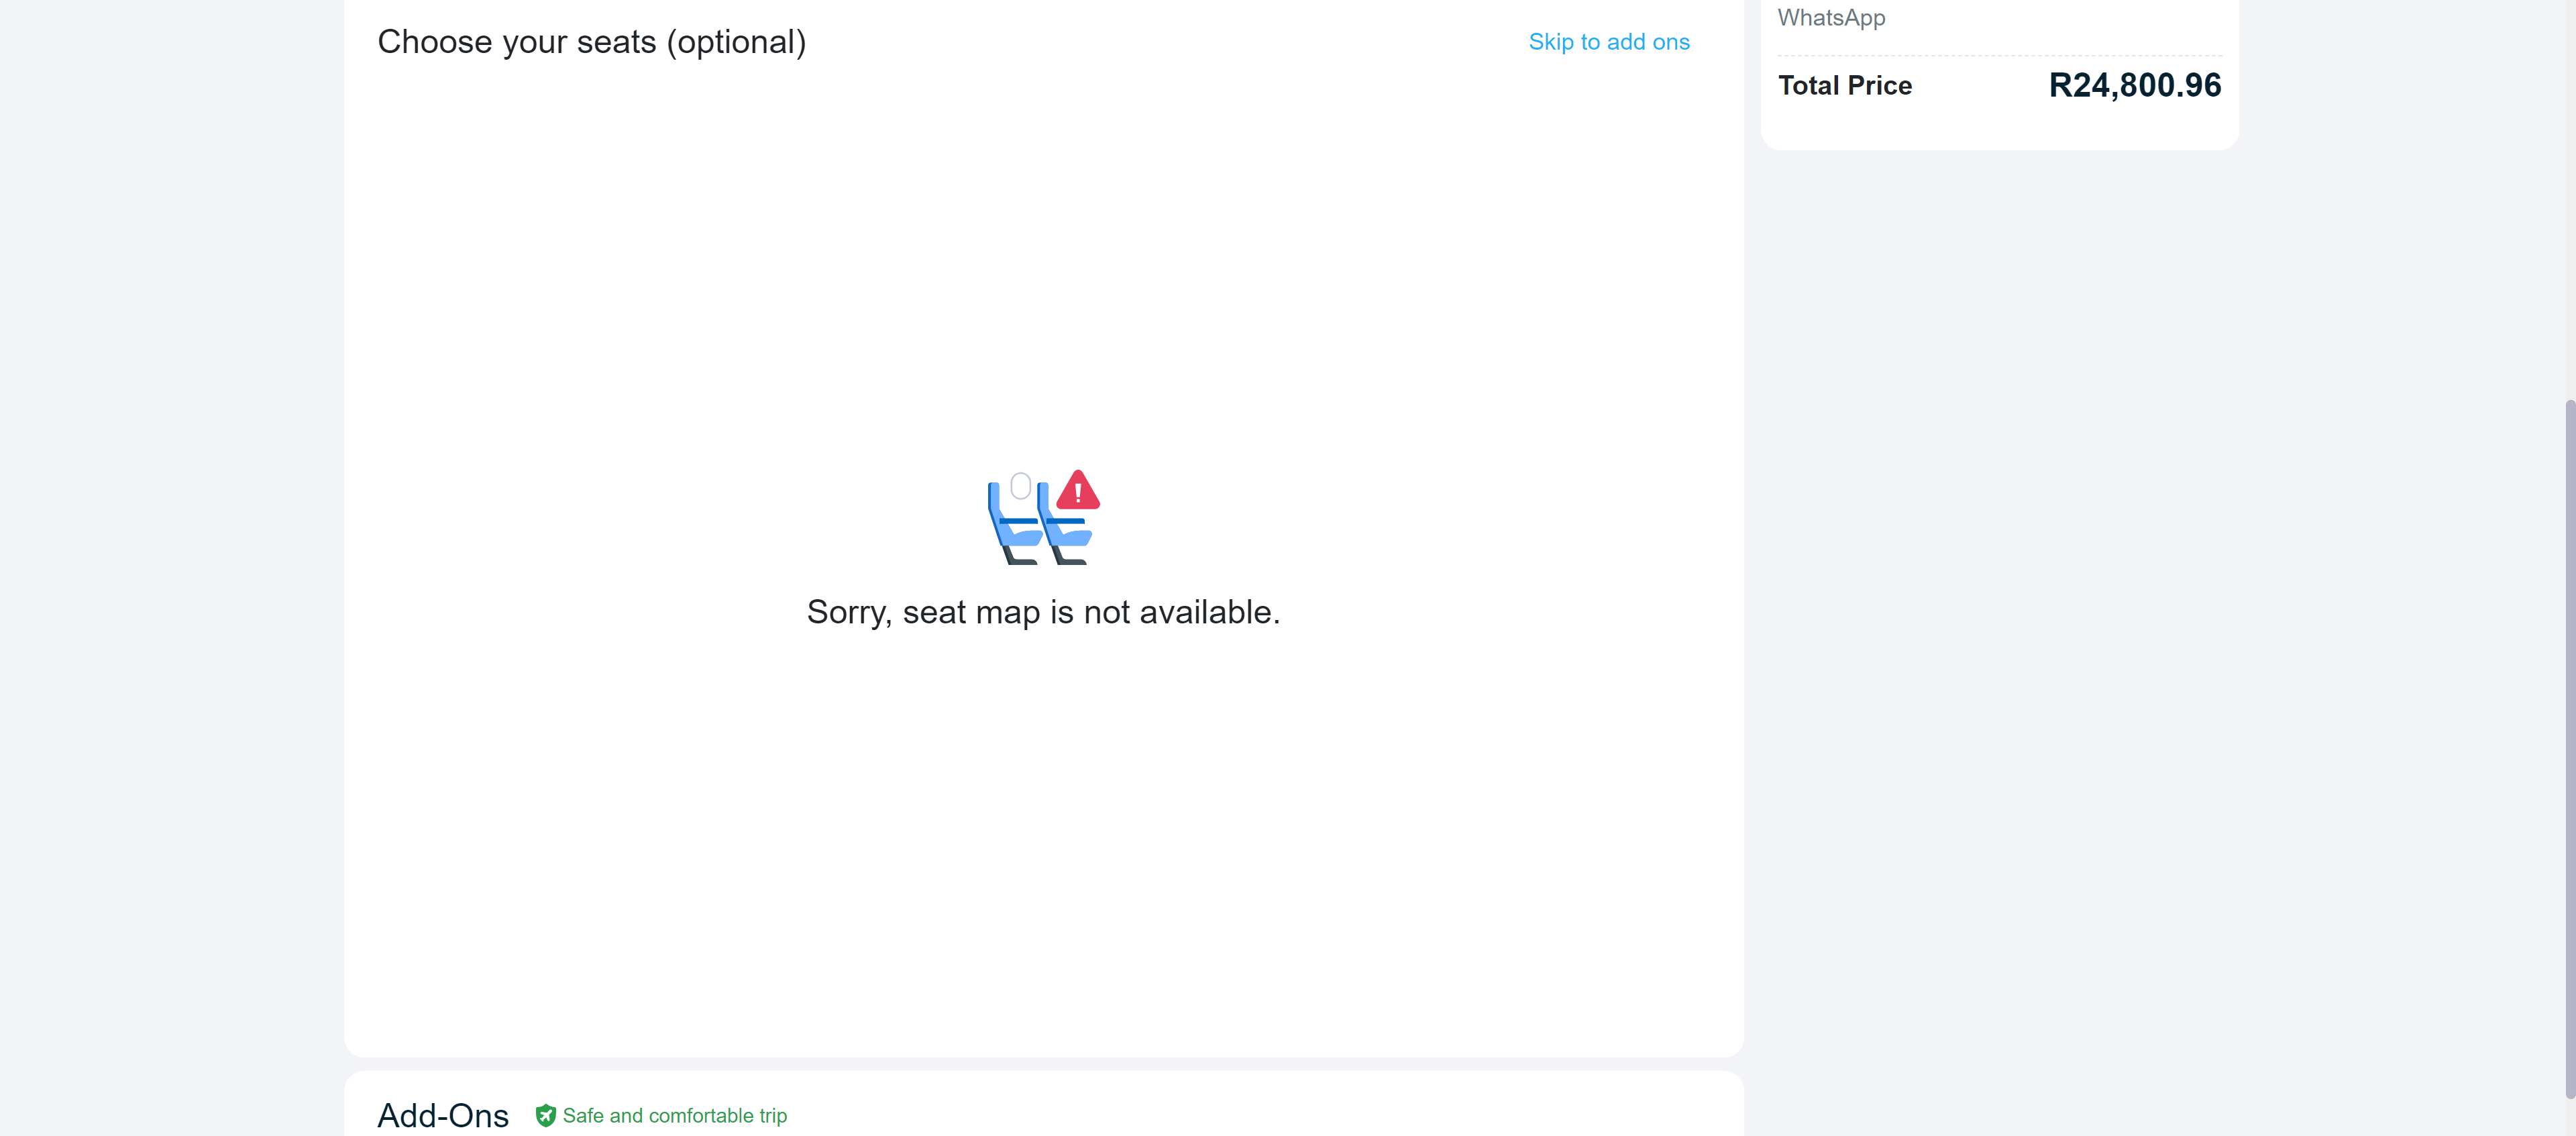 Choose your seats (optional)
Skip to add ons
Sorry, seat map is not available.
Add-Ons
Safe and comfortable trip
WhatsApp
Total Price R24,800.96